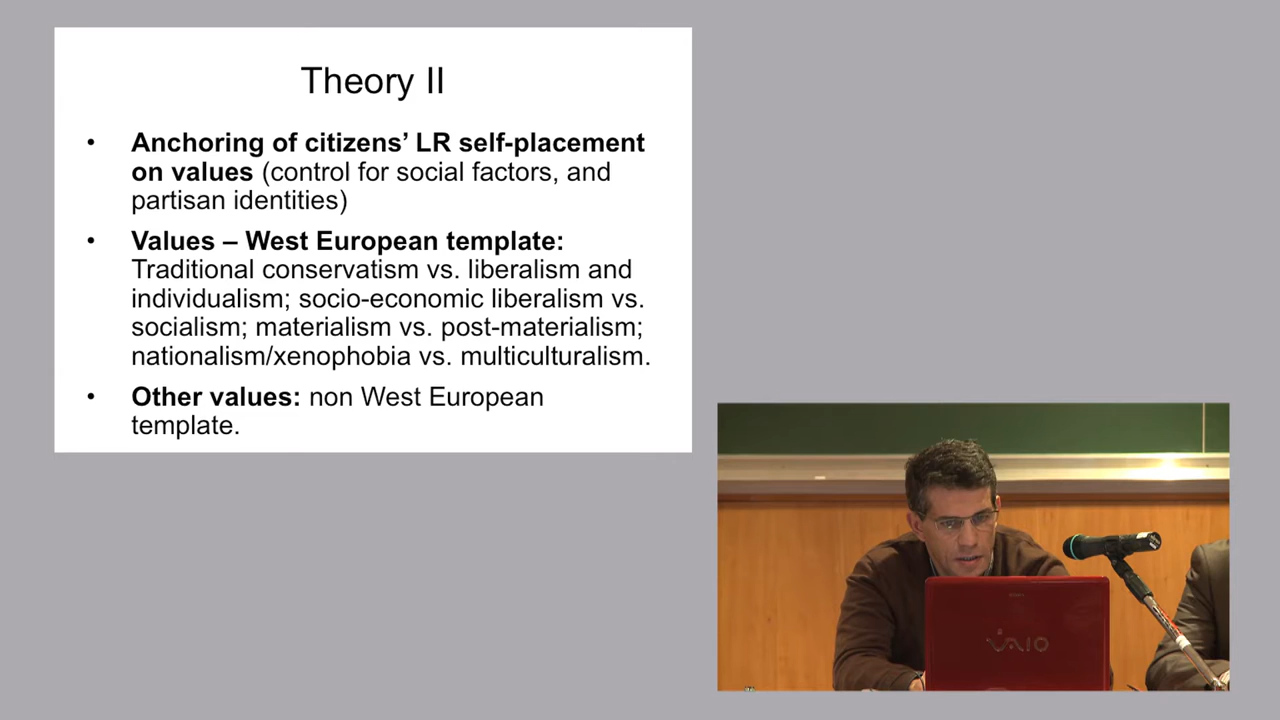 Theory II
• Anchoring of citizens’ LR self-placement
on values (control for social factors, and
partisan identities)
• Values – West European template:
Traditional conservatism vs. liberalism and
individualism; socio-economic liberalism vs.
socialism; materialism vs. post-materialism;
nationalism/xenophobia vs. multiculturalism.
• Other values: non West European
template.
VAIO